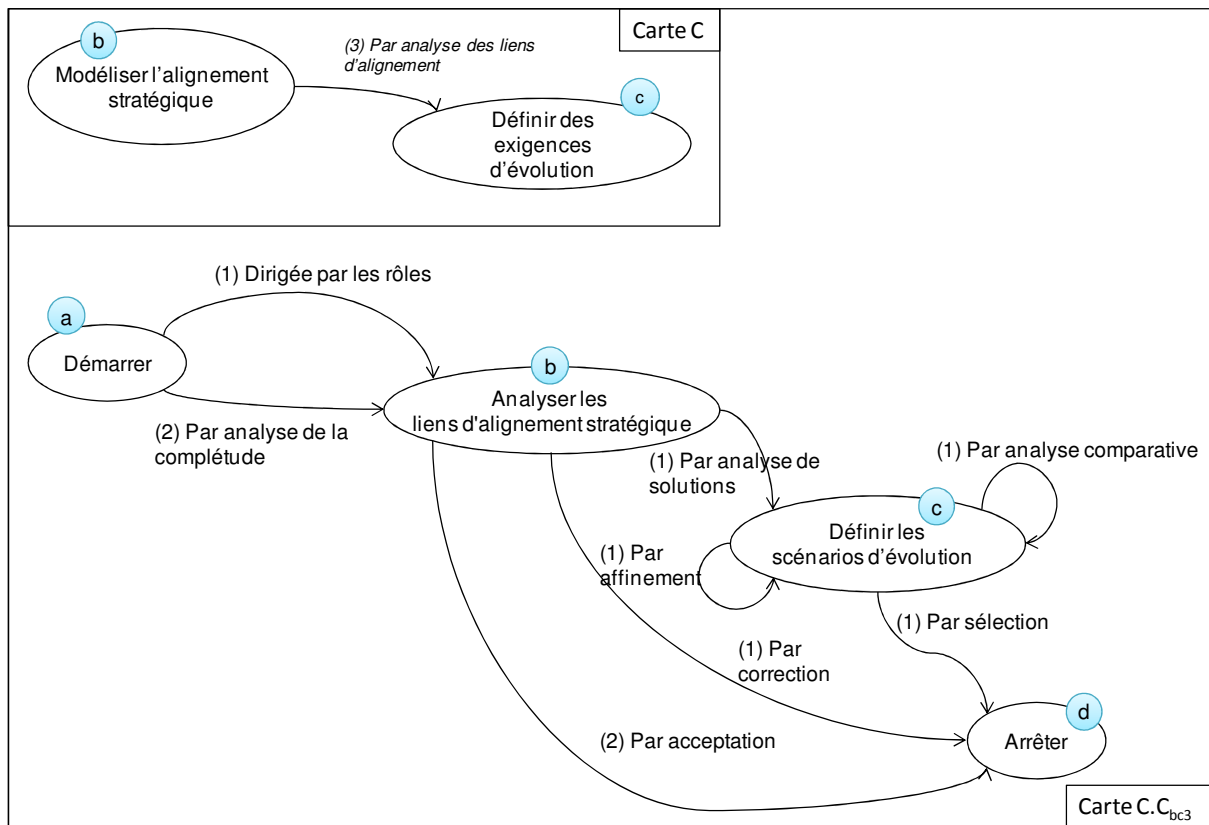 Carte C
b
Modéliser l'alignement
stratégique
(3) Par analyse des liens
d'alignement
c
Définir des
exigences
d'évolution
(1) Dirigée par les rôles
a
Démarrer
(2) Par analyse de la
complétude
b
Analyser les
liens d'alignement stratégique
(1) Par analyse de
solutions
(1) Par analyse comparative
c
Définir les
scénarios d'évolution
(1) Par
affinement
(1) Par sélection
(1) Par
correction
(2) Par acceptation
d
Arrêter
Carte C.Cbc3